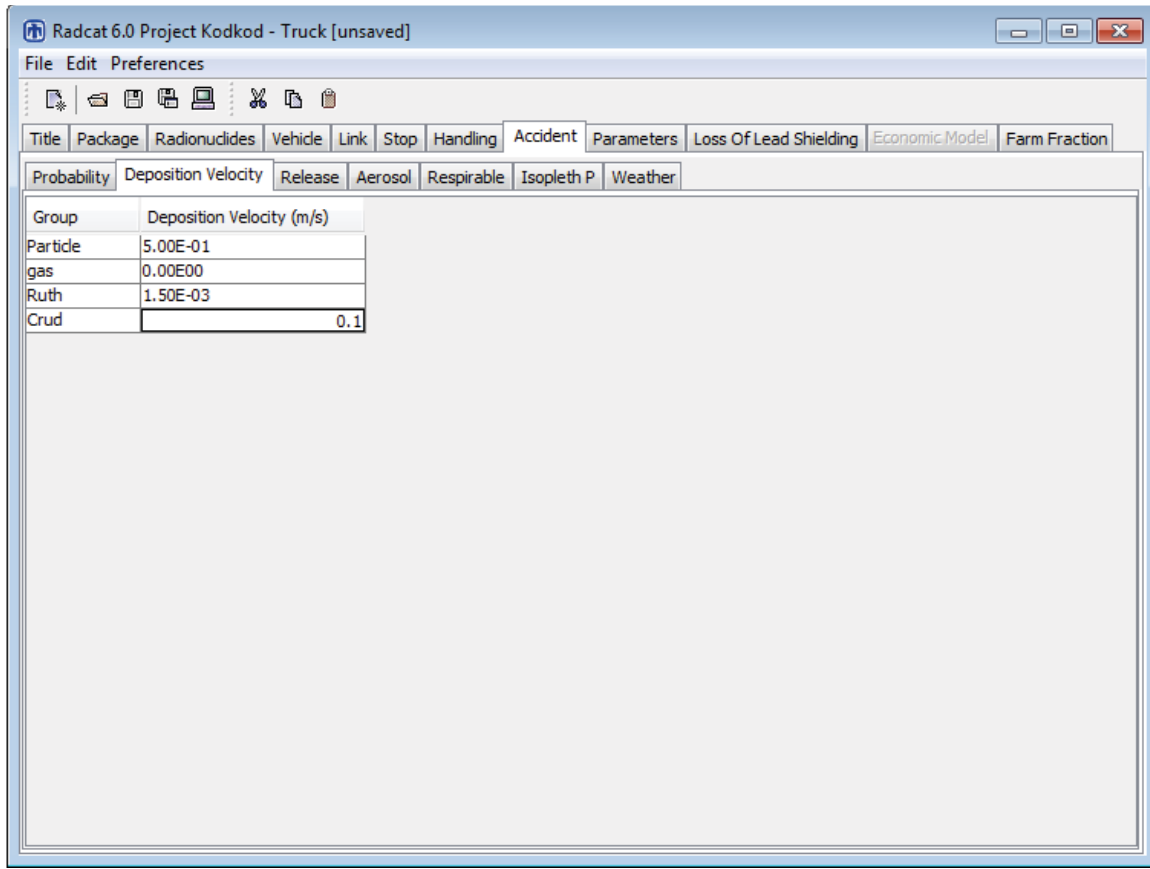 Radcat 6.0 Project Kodkod - Truck [unsaved]
File Edit Preferences
Title Package Radionuclides Vehicle Link Stop Handling Accident Parameters Loss Of Lead Shielding Economic Model Farm Fraction
Probability Deposition Velocity Release Aerosol Respirable Isopleth P Weather
Group Deposition Velocity (m/s)
Particle 5.00E-01
gas 0.00E00
Ruth 1.50E-03
Crud 0.1